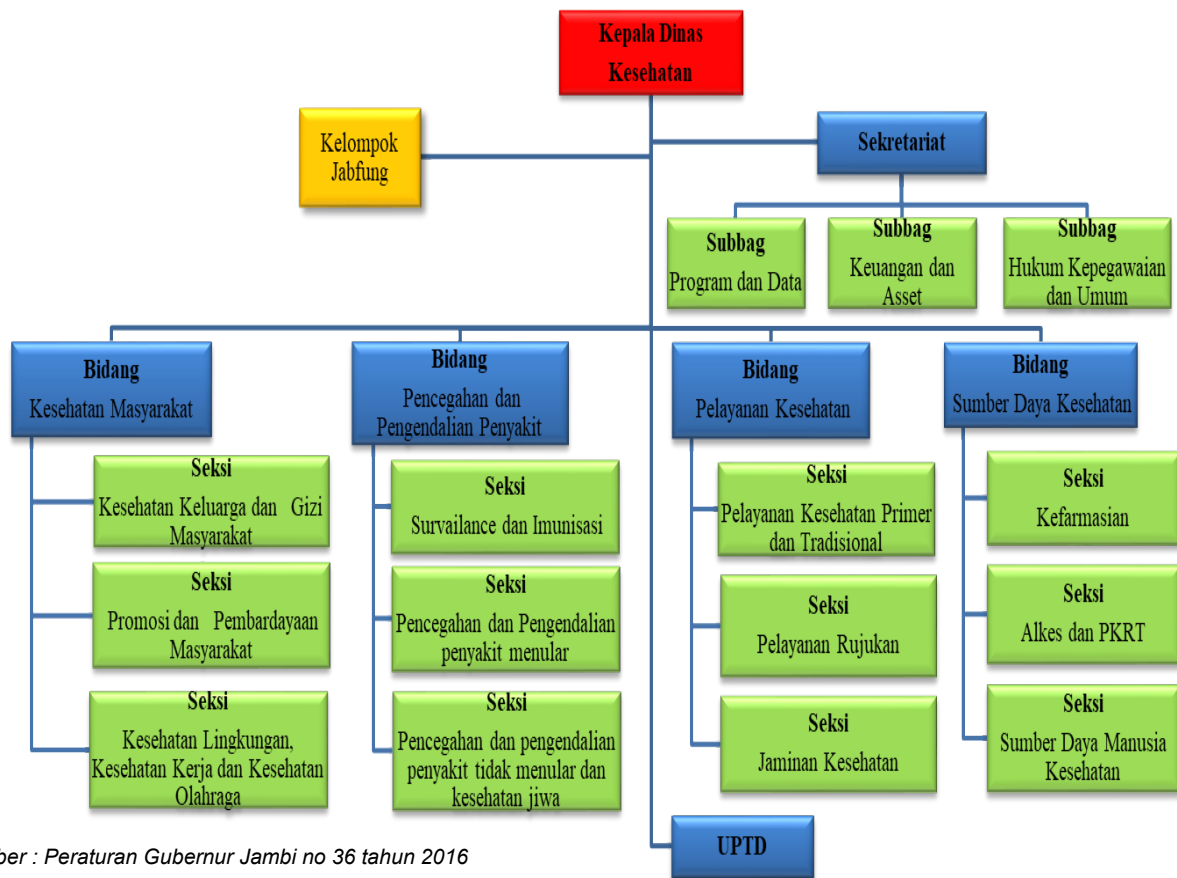 Kepala Dinas
Kesehatan
Kelompok
Jabfung
Sekretariat
Subbag
Program dan Data
Subbag
Keuangan dan
Asset
Subbag
Hukum Kepegawaian
dan Umum
Bidang
Kesehatan Masyarakat
Seksi
Kesehatan Keluarga dan Gizi
Masyarakat
Seksi
Promosi dan Pembardayaan
Masyarakat
Seksi
Kesehatan Lingkungan,
Kesehatan Kerja dan Kesehatan
Olahraga
Bidang
Pencegahan dan
Pengendalian Penyakit
Seksi
Survailance dan Imunisasi
Seksi
Pencegahan dan Pengendalian
penyakit menular
Seksi
Pencegahan dan pengendalian
penyakit tidak menular dan
kesehatan jiwa
Bidang
Pelayanan Kesehatan
Seksi
Pelayanan Kesehatan Primer
dan Tradisional
Seksi
Pelayanan Rujukan
Seksi
Jaminan Kesehatan
Bidang
Sumber Daya Kesehatan
Seksi
Kefarmasian
Seksi
Alkes dan PKRT
Seksi
Sumber Daya Manusia
Kesehatan
UPTD
ber : Peraturan Gubernur Jambi no 36 tahun 2016